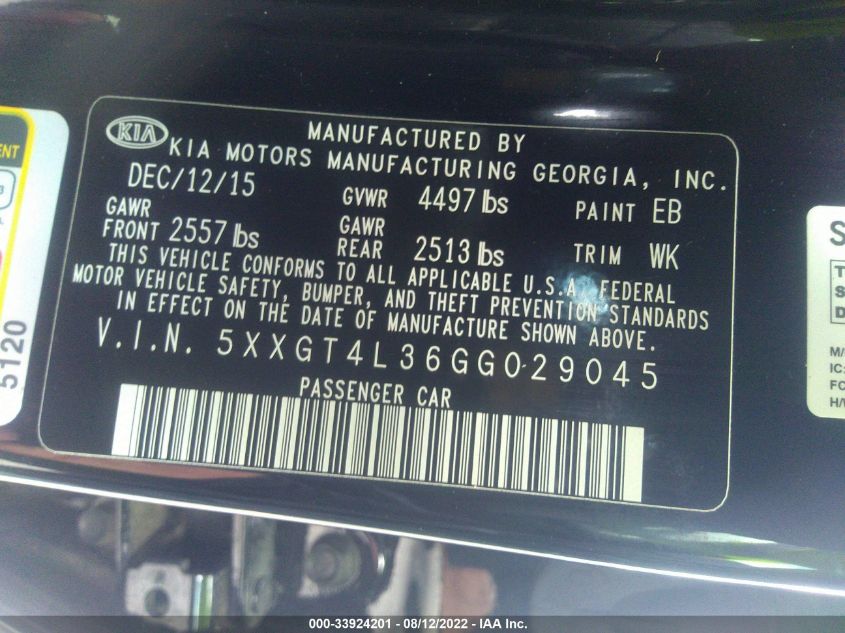 KIA
MANUFACTURED BY
KIA MOTORS MANUFACTURING GEORGIA, INC.
DEC/12/15 GVWR 4497 lbs PAINT EB
GAWR FRONT 2557 lbs GAWR REAR 2513 lbs TRIM WK
THIS VEHICLE CONFORMS TO ALL APPLICABLE U.S.A. FEDERAL
MOTOR VEHICLE SAFETY, BUMPER, AND THEFT PREVENTION STANDARDS
IN EFFECT ON THE DATE OF MANUFACTURE SHOWN ABOVE.
V.I.N. 5XXGT4L36GG029045
PASSENGER CAR
5120
M/
IC:
FC
H/
000-33924201 - 08/12/2022 - IAA Inc.